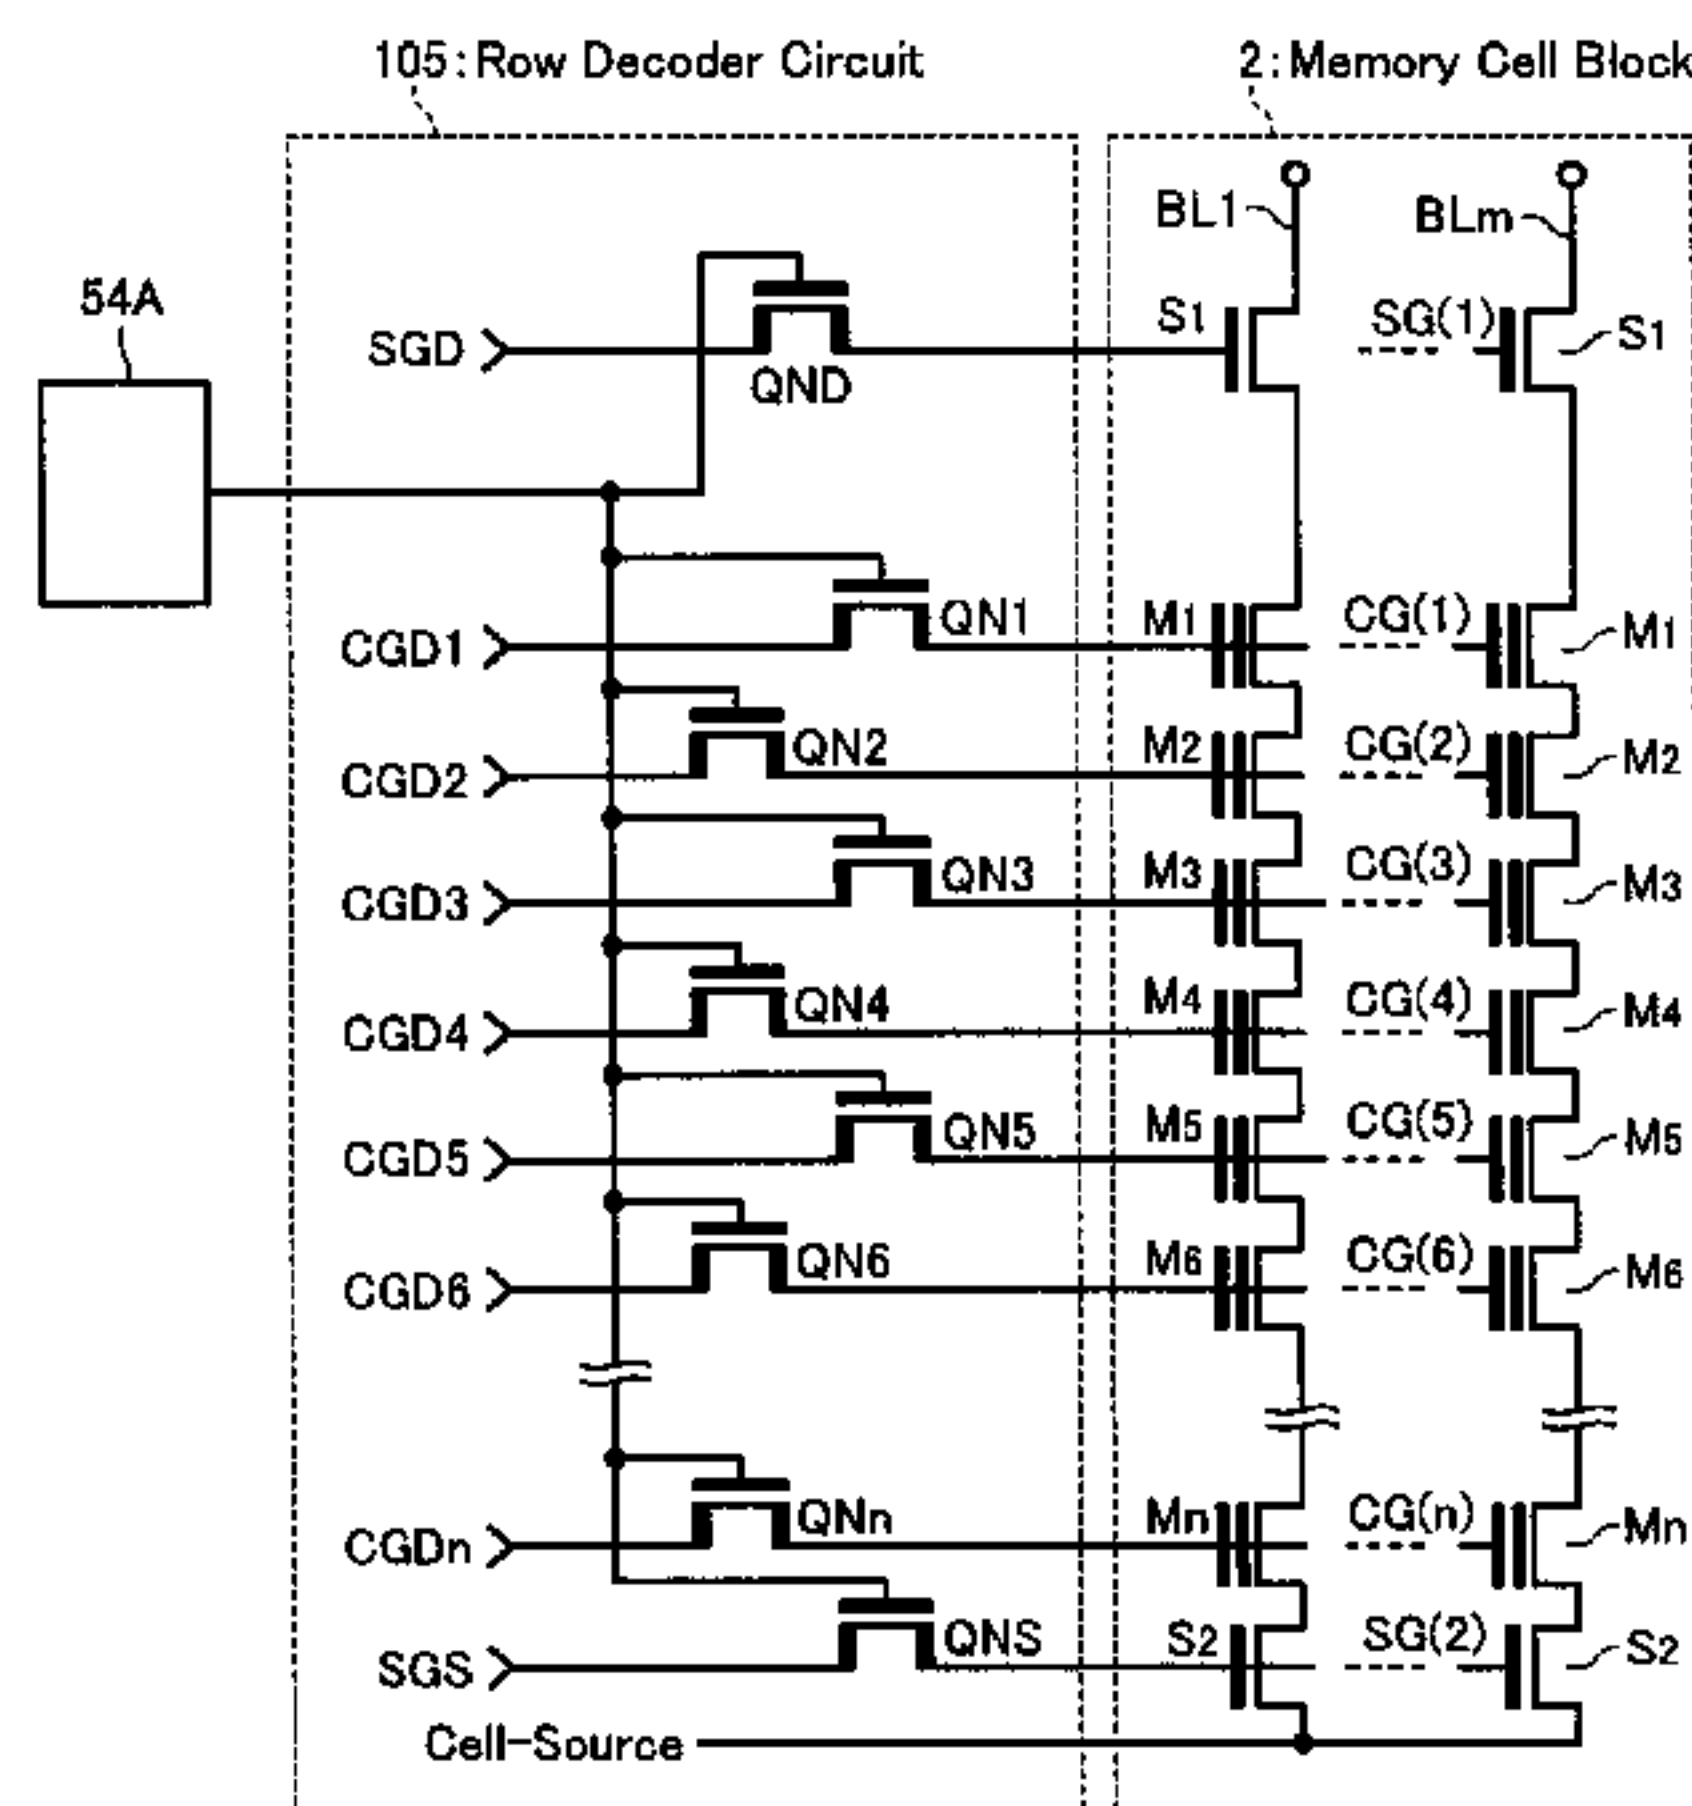 105:Row Decoder Circuit
2:Memory Cell Block
BL1
BLm
54A
S1
SG(1)
S1
SGD
QND
QN1
M1
CG(1)
M1
CGD1
QN2
M2
CG(2)
M2
CGD2
QN3
M3
CG(3)
M3
CGD3
QN4
M4
CG(4)
M4
CGD4
QN5
M5
CG(5)
M5
CGD5
QN6
M6
CG(6)
M6
CGD6
QNn
Mn
CG(n)
Mn
CGDn
QNS
S2
SG(2)
S2
SGS
Cell-Source